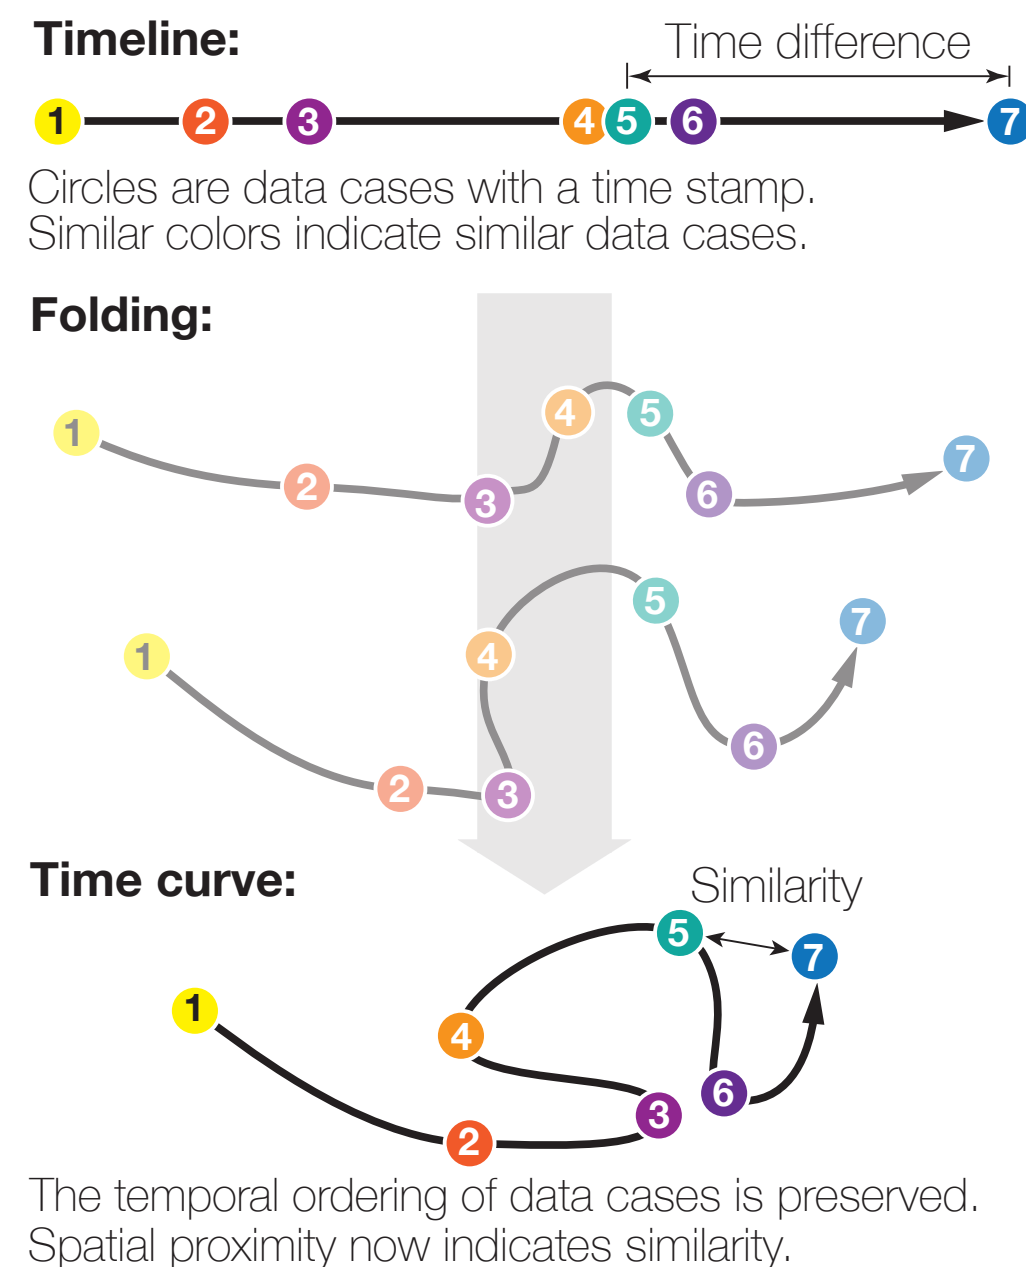 Timeline:
Time difference
1 2 3 4 5 6 7
Circles are data cases with a time stamp.
Similar colors indicate similar data cases.
Folding:
1 2 3 4 5 6 7
1 2 3 4 5 6 7
Time curve:
Similarity
1 2 3 4 5 6 7
The temporal ordering of data cases is preserved.
Spatial proximity now indicates similarity.